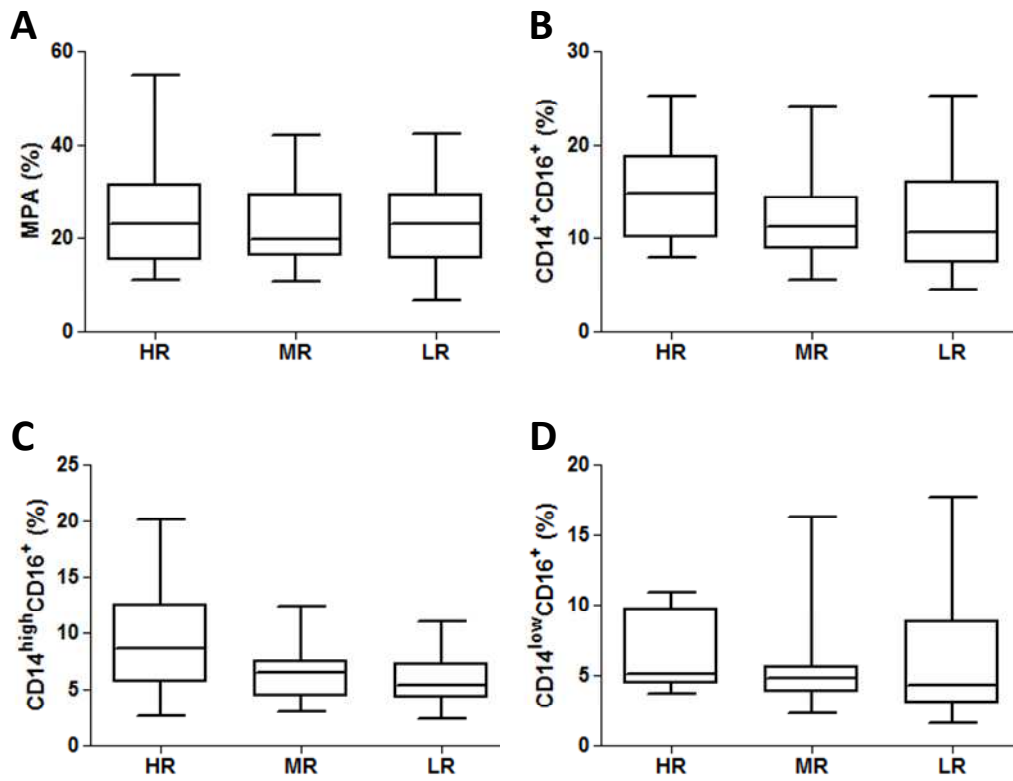 A
MPA (%)
60
40
20
0
HR MR LR
B
CD14⁺CD16⁺ (%)
30
20
10
0
HR MR LR
C
CD14ʰⁱᵍʰCD16⁺ (%)
25
20
15
10
5
0
HR MR LR
D
CD14ˡᵒʷCD16⁺ (%)
20
15
10
5
0
HR MR LR